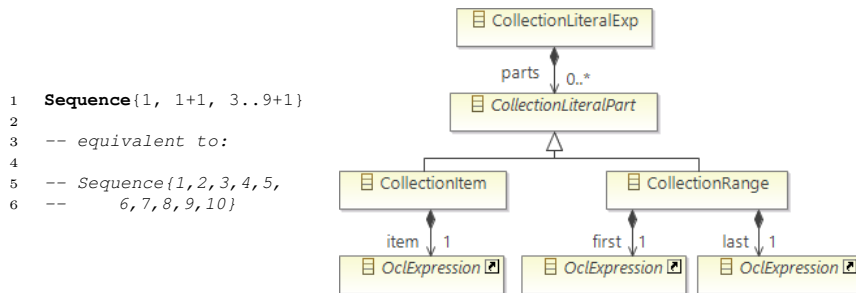 1 Sequence{1, 1+1, 3..9+1}
2
3 -- equivalent to:
4
5 -- Sequence{1,2,3,4,5,
6 -- 6,7,8,9,10}
CollectionLiteralExp
parts 0..*
CollectionLiteralPart
CollectionItem CollectionRange
item 1 first 1 last 1
OclExpression OclExpression OclExpression